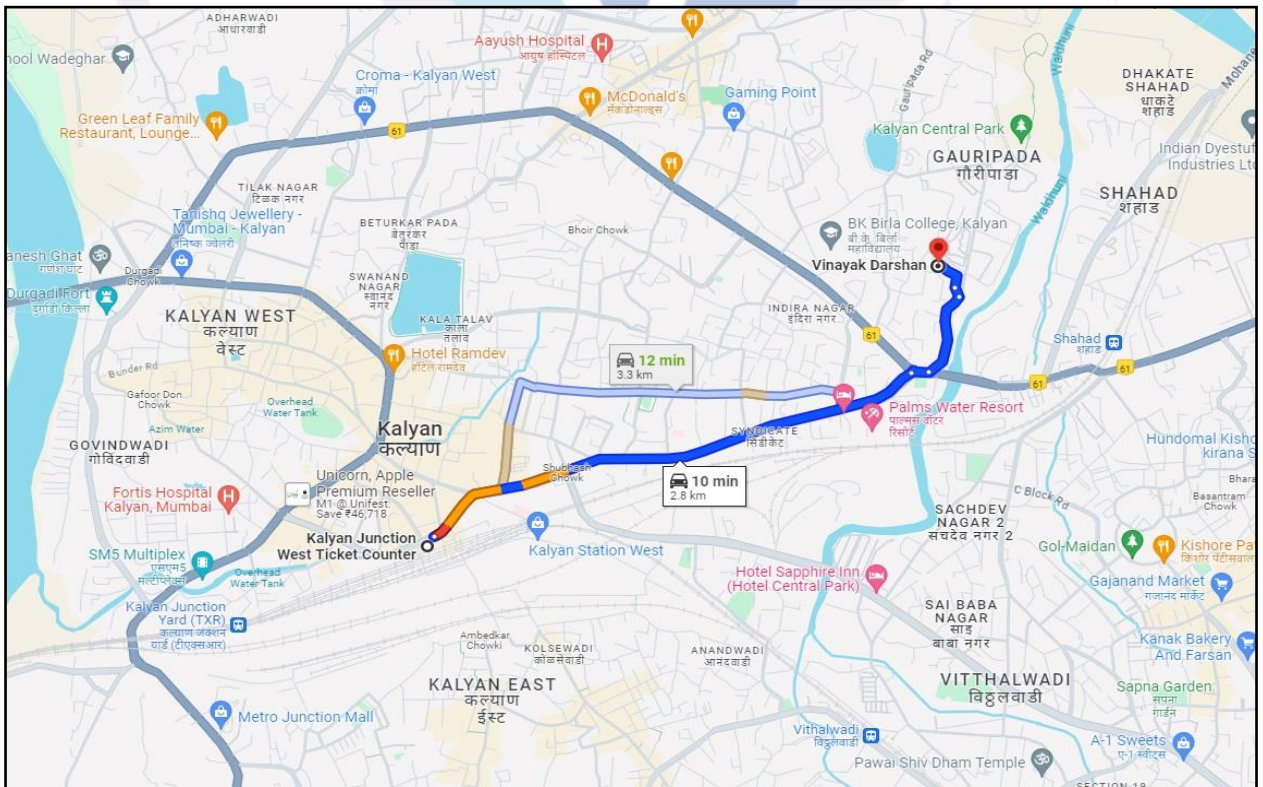 ADHARWADI
आधारवाडी
Aayush Hospital
आयुष हॉस्पिटल
hool Wadeghar
Croma - Kalyan West
क्रोमा
McDonald's
मॅकडोनाल्ड्स
Gaming Point
Gauripada Rd
Waldhuni
DHAKATE
SHAHAD
धाकटे
शहाड
Mohane
Green Leaf Family
Restaurant, Lounge...
61
Kalyan Central Park
GAURIPADA
गौरीपाडा
Indian Dyestuf
Industries Ltd
TILAK NAGAR
टिळक नगर
SHAHAD
शहाड
Waldhuni
Tanishq Jewellery -
Mumbai - Kalyan
तनिष्क ज्वेलरी
BETURKAR PADA
बेतुरकर
पाडा
Bhoir Chowk
BK Birla College, Kalyan
बी.के. बिर्ला
महाविद्यालय
Vinayak Darshan
anesh Ghat
गणेश घाट
Durgadi
Chowk
SWANAND
NAGAR
स्वानंद
नगर
Durgadi Fort
दुर्गाडी किल्ला
KALYAN WEST
कल्याण
वेस्ट
KALA TALAV
काला
तलाव
INDIRA NAGAR
इंदिरा नगर
61
Shahad
शहाड
Hotel Ramdev
हॉटेल रामदेव
12 min
3.3 km
61
61
Bunder Rd
Gafoor Don
Chowk
Overhead
Water Tank
Azim Water
Palms Water Resort
पाल्मस वॉटर
रिसॉर्ट
Kalyan
कल्याण
SYNDICATE
सिंडीकेट
GOVINDWADI
गोविंदवाडी
Hundomal Kisho
kirana S
Shubhash
Chowk
Unicorn, Apple
Premium Reseller
M1 @ Unifest.
Save ₹46,718
10 min
2.8 km
Bhara
Basantram
Chowk
Fortis Hospital
Kalyan, Mumbai
C Block Rd
SACHDEV
NAGAR 2
सचदेव नगर 2
Kalyan Junction
West Ticket Counter
Kalyan Station West
Gol-Maidan
Kishore Pa
किशोर पॅटीसवाल
SM5 Multiplex
एसएम5
मल्टीप्लेक्स
Overhead
Water Tank
Hotel Sapphire Inn
(Hotel Central Park)
Gajanand Market
गजानंद मार्केट
Kalyan Junction
Yard (TXR)
कल्याण जंक्शन
यार्ड (टीएक्सआर)
SAI BABA
NAGAR
साइ
बाबा नगर
Ambedkar
Chowki
KOLSEWADI
कोळसेवाडी
ANANDWADI
आनंदवाडी
Kanak Bakery
And Farsan
KALYAN EAST
कल्याण
ईस्ट
VITTHALWADI
विठ्ठलवाडी
Sapna Garden
सपना
गार्डन
Metro Junction Mall
Vithalwadi
विठ्ठलवाडी
A-1 Sweets
ए-1 स्वीट्स
Pawai Shiv Dham Temple
SECTION 19